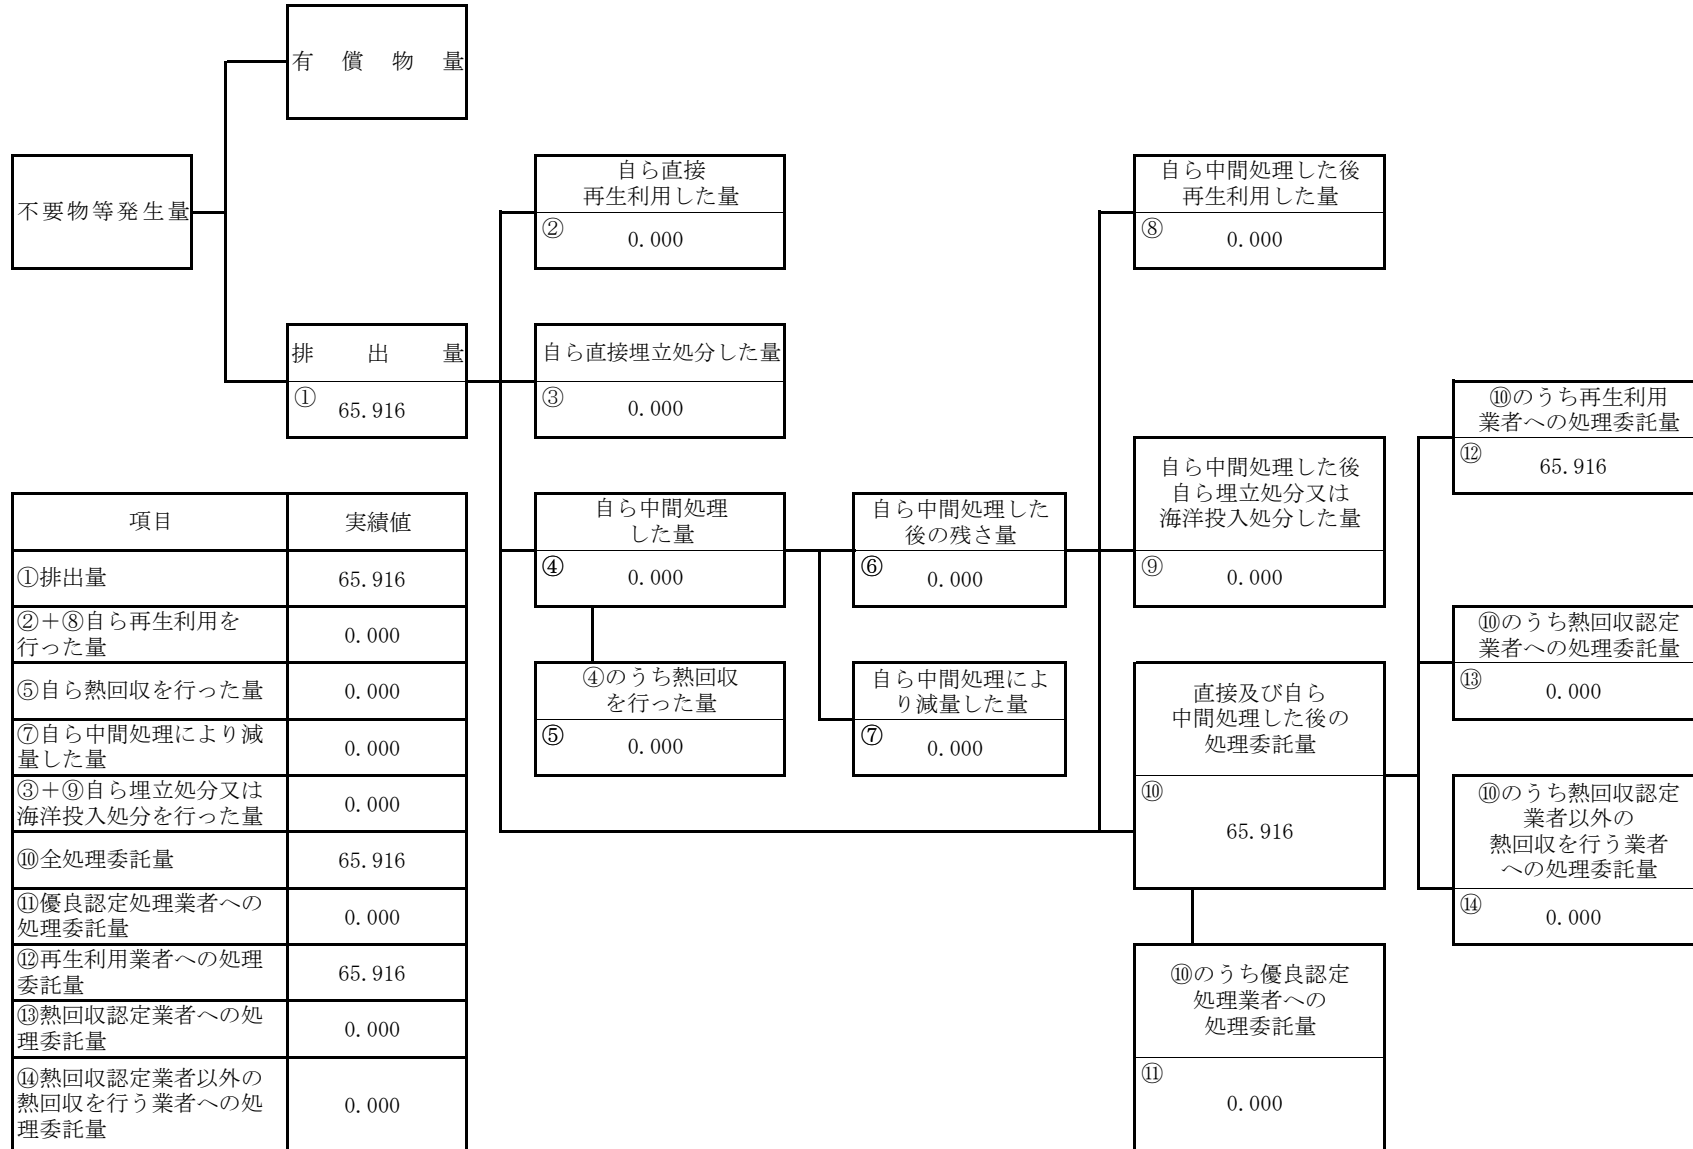 有償物量
不要物等発生量
自ら直接
再生利用した量
② 0.000
自ら中間処理した後
再生利用した量
⑧ 0.000
排出量
① 65.916
自ら直接埋立処分した量
③ 0.000
⑩のうち再生利用
業者への処理委託量
⑫ 65.916
自ら中間処理
した量
④ 0.000
自ら中間処理した
後の残さ量
⑥ 0.000
自ら中間処理した後
自ら埋立処分又は
海洋投入処分した量
⑨ 0.000
⑩のうち熱回収認定
業者への処理委託量
⑬ 0.000
④のうち熱回収
を行った量
⑤ 0.000
自ら中間処理によ
り減量した量
⑦ 0.000
直接及び自ら
中間処理した後の
処理委託量
⑩
65.916
⑩のうち熱回収認定
業者以外の
熱回収を行う業者
への処理委託量
⑭ 0.000
⑩のうち優良認定
処理業者への
処理委託量
⑪
0.000
項目 実績値
①排出量 65.916
②＋⑧自ら再生利用を
行った量 0.000
⑤自ら熱回収を行った量 0.000
⑦自ら中間処理により減
量した量 0.000
③＋⑨自ら埋立処分又は
海洋投入処分を行った量 0.000
⑩全処理委託量 65.916
⑪優良認定処理業者への
処理委託量 0.000
⑫再生利用業者への処理
委託量 65.916
⑬熱回収認定業者への処
理委託量 0.000
⑭熱回収認定業者以外の
熱回収を行う業者への処
理委託量 0.000